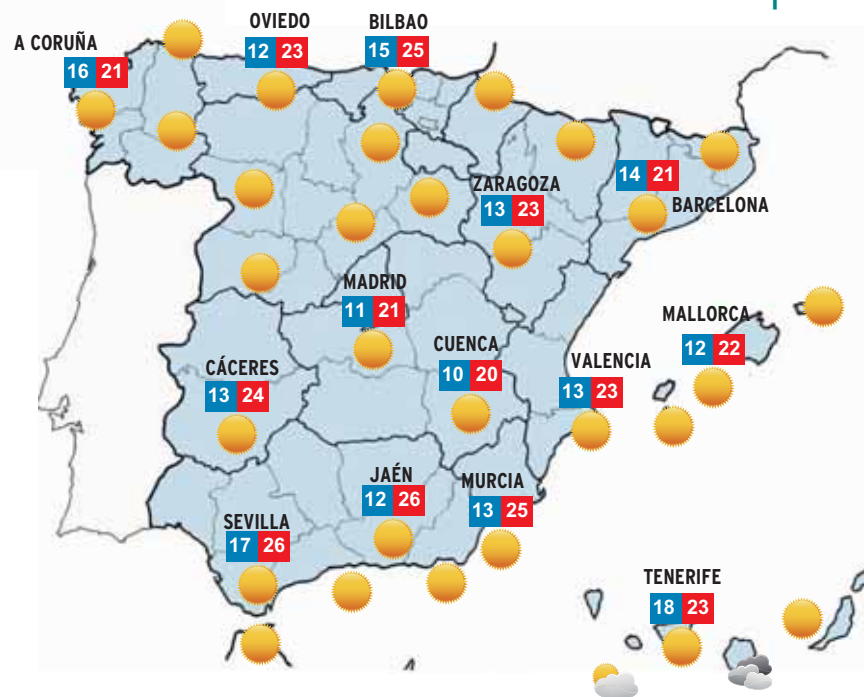 OVIEDO
12 23
BILBAO
15 25
A CORUÑA
16 21
ZARAGOZA
13 23
14 21
BARCELONA
MADRID
11 21
MALLORCA
12 22
CUENCA
10 20
VALENCIA
13 23
CÁCERES
13 24
JAÉN
12 26
MURCIA
13 25
SEVILLA
17 26
TENERIFE
18 23